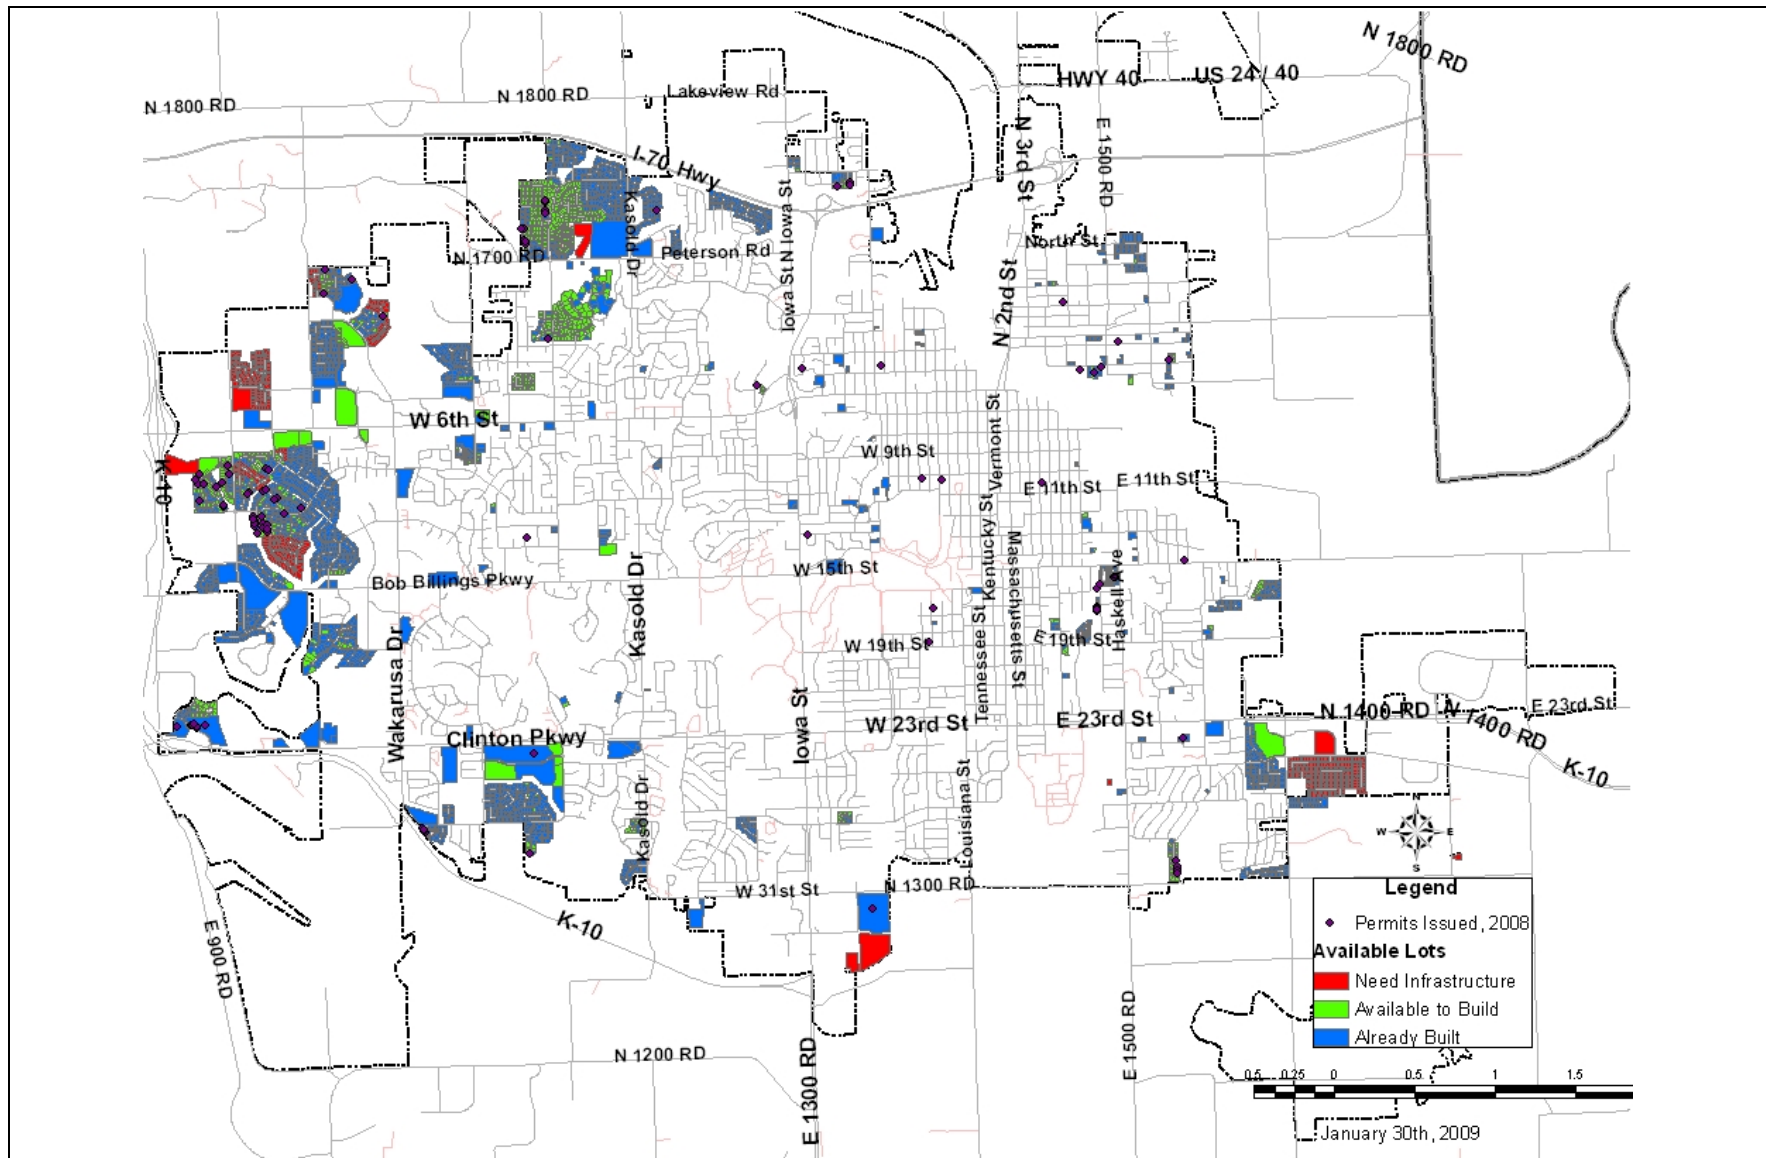 N 1800 RD
HWY 40
US 24 / 40
N 1800 RD
N 1800 RD
Lakeview Rd
I-70 Hwy
N 3rd St
E 1500 RD
Kasold Dr
N Iowa St
Iowa St
N 1700 RD
Peterson Rd
North St
N 2nd St
W 6th St
K-10
W 9th St
Vermont St
E 11th St
E 11th St
Kentucky St
Bob Billings Pkwy
Kasold Dr
W 15th St
Massachusetts St
Haskell Ave
Wakarusa Dr
W 19th St
E 19th St
Tennessee St
Iowa St
W 23rd St
E 23rd St
N 1400 RD
N 1400 RD
E 23rd St
K-10
Clinton Pkwy
Kasold Dr
Louisiana St
N
W
E
S
W 31st St
N 1300 RD
K-10
E 900 RD
Legend
Permits Issued, 2008
Available Lots
Need Infrastructure
Available to Build
Already Built
N 1200 RD
E 1300 RD
E 1500 RD
0.5 0.25 0 0.5 1 1.5
January 30th, 2009